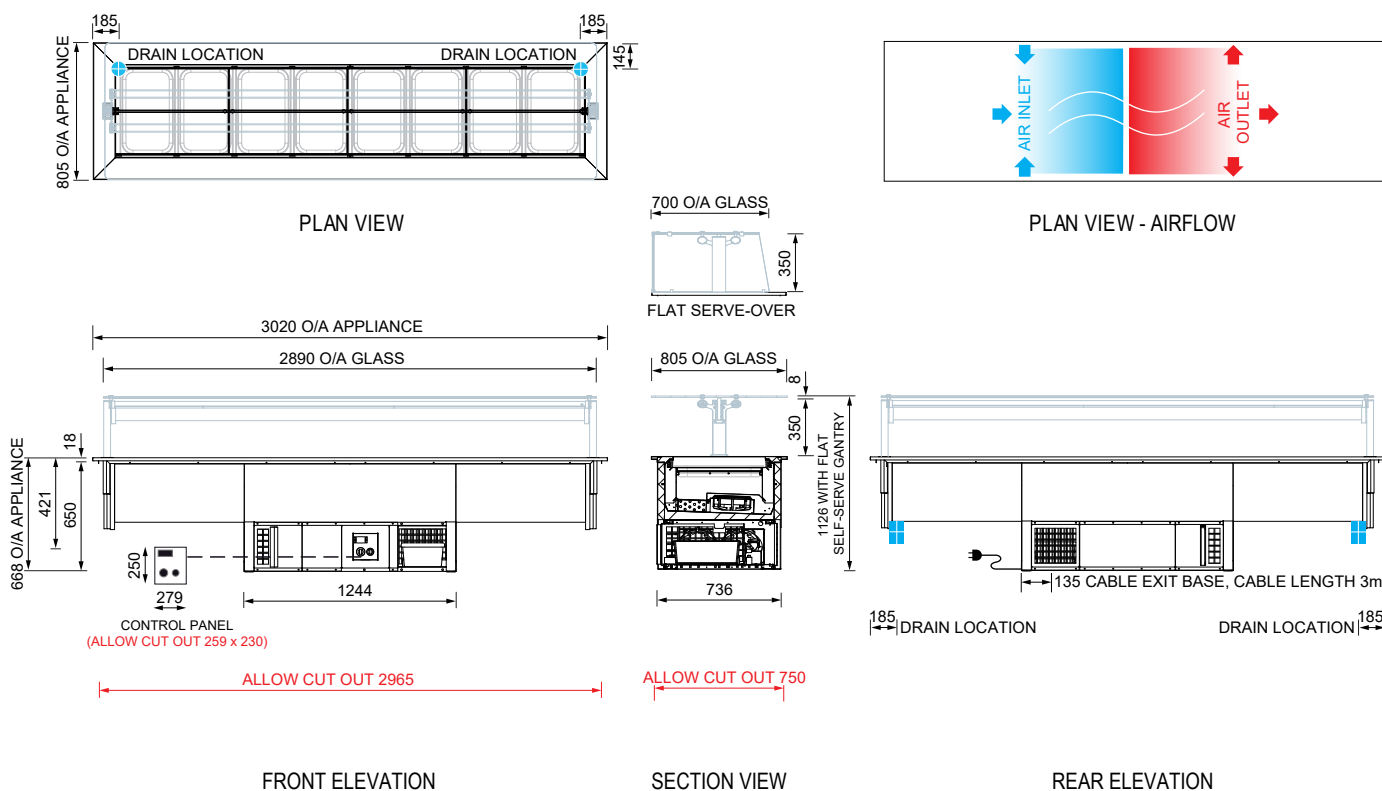 185
185
DRAIN LOCATION
DRAIN LOCATION
145
805 O/A APPLIANCE
PLAN VIEW
AIR INLET
AIR
OUTLET
PLAN VIEW - AIRFLOW
700 O/A GLASS
350
FLAT SERVE-OVER
3020 O/A APPLIANCE
2890 O/A GLASS
18
668 O/A APPLIANCE
421
650
250
279
CONTROL PANEL
(ALLOW CUT OUT 259 x 230)
1244
ALLOW CUT OUT 2965
FRONT ELEVATION
805 O/A GLASS
8
350
1126 WITH FLAT
SELF-SERVE GANTRY
736
ALLOW CUT OUT 750
SECTION VIEW
135 CABLE EXIT BASE, CABLE LENGTH 3m
185
DRAIN LOCATION
DRAIN LOCATION
185
REAR ELEVATION